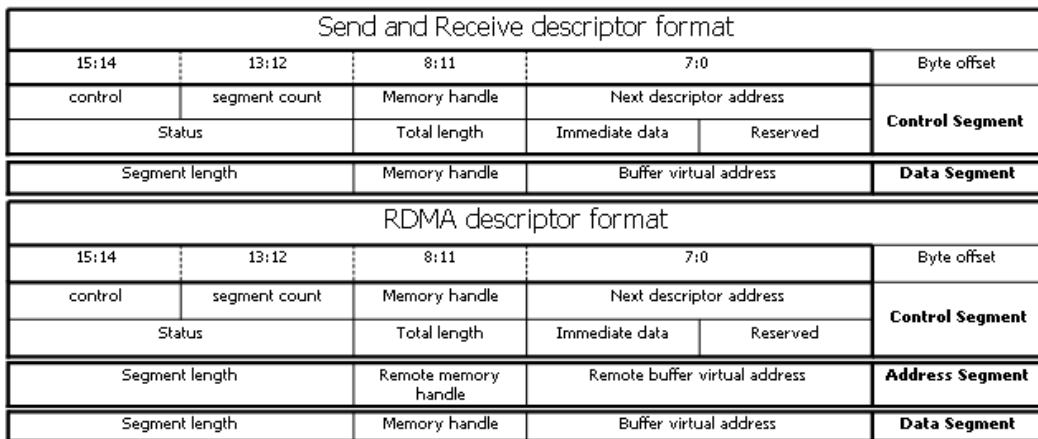 Send and Receive descriptor format
15:14 13:12 8:11 7:0 Byte offset
control segment count Memory handle Next descriptor address
Control Segment
Status Total length Immediate data Reserved
Segment length Memory handle Buffer virtual address Data Segment
RDMA descriptor format
15:14 13:12 8:11 7:0 Byte offset
control segment count Memory handle Next descriptor address
Control Segment
Status Total length Immediate data Reserved
Segment length Remote memory Remote buffer virtual address Address Segment
handle
Segment length Memory handle Buffer virtual address Data Segment